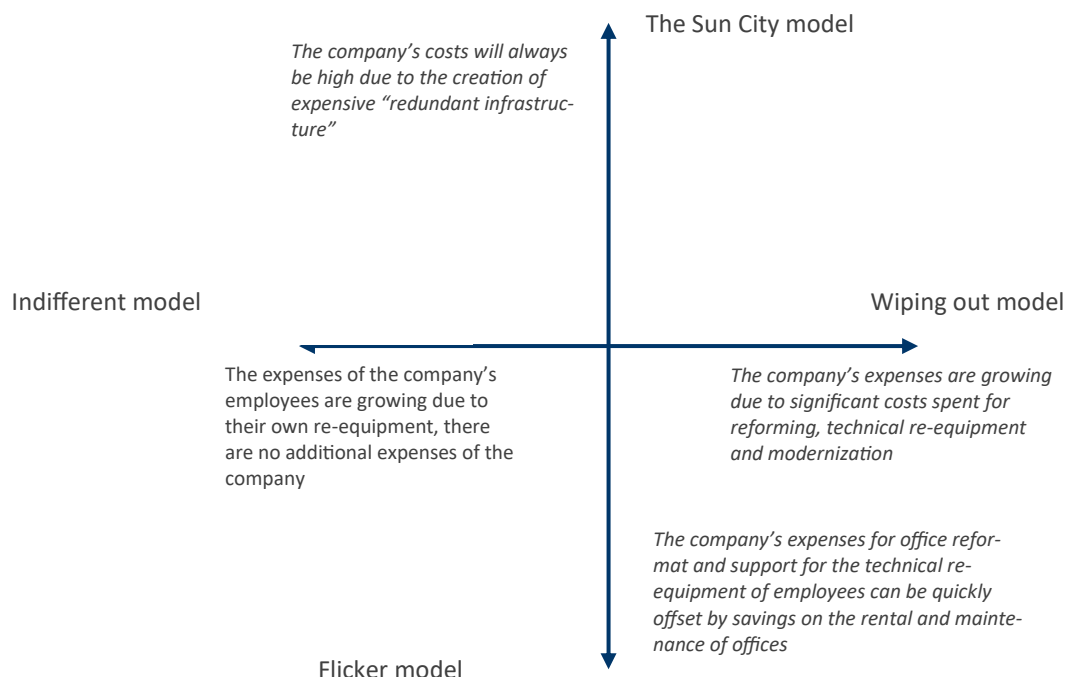 The Sun City model
The company’s costs will always
be high due to the creation of
expensive “redundant infrastruc-
ture”
Indifferent model
Wiping out model
The expenses of the company’s
employees are growing due to
their own re-equipment, there
are no additional expenses of the
company
The company’s expenses are growing
due to significant costs spent for
reforming, technical re-equipment
and modernization
The company’s expenses for office refor-
mat and support for the technical re-
equipment of employees can be quickly
offset by savings on the rental and mainte-
nance of offices
Flicker model